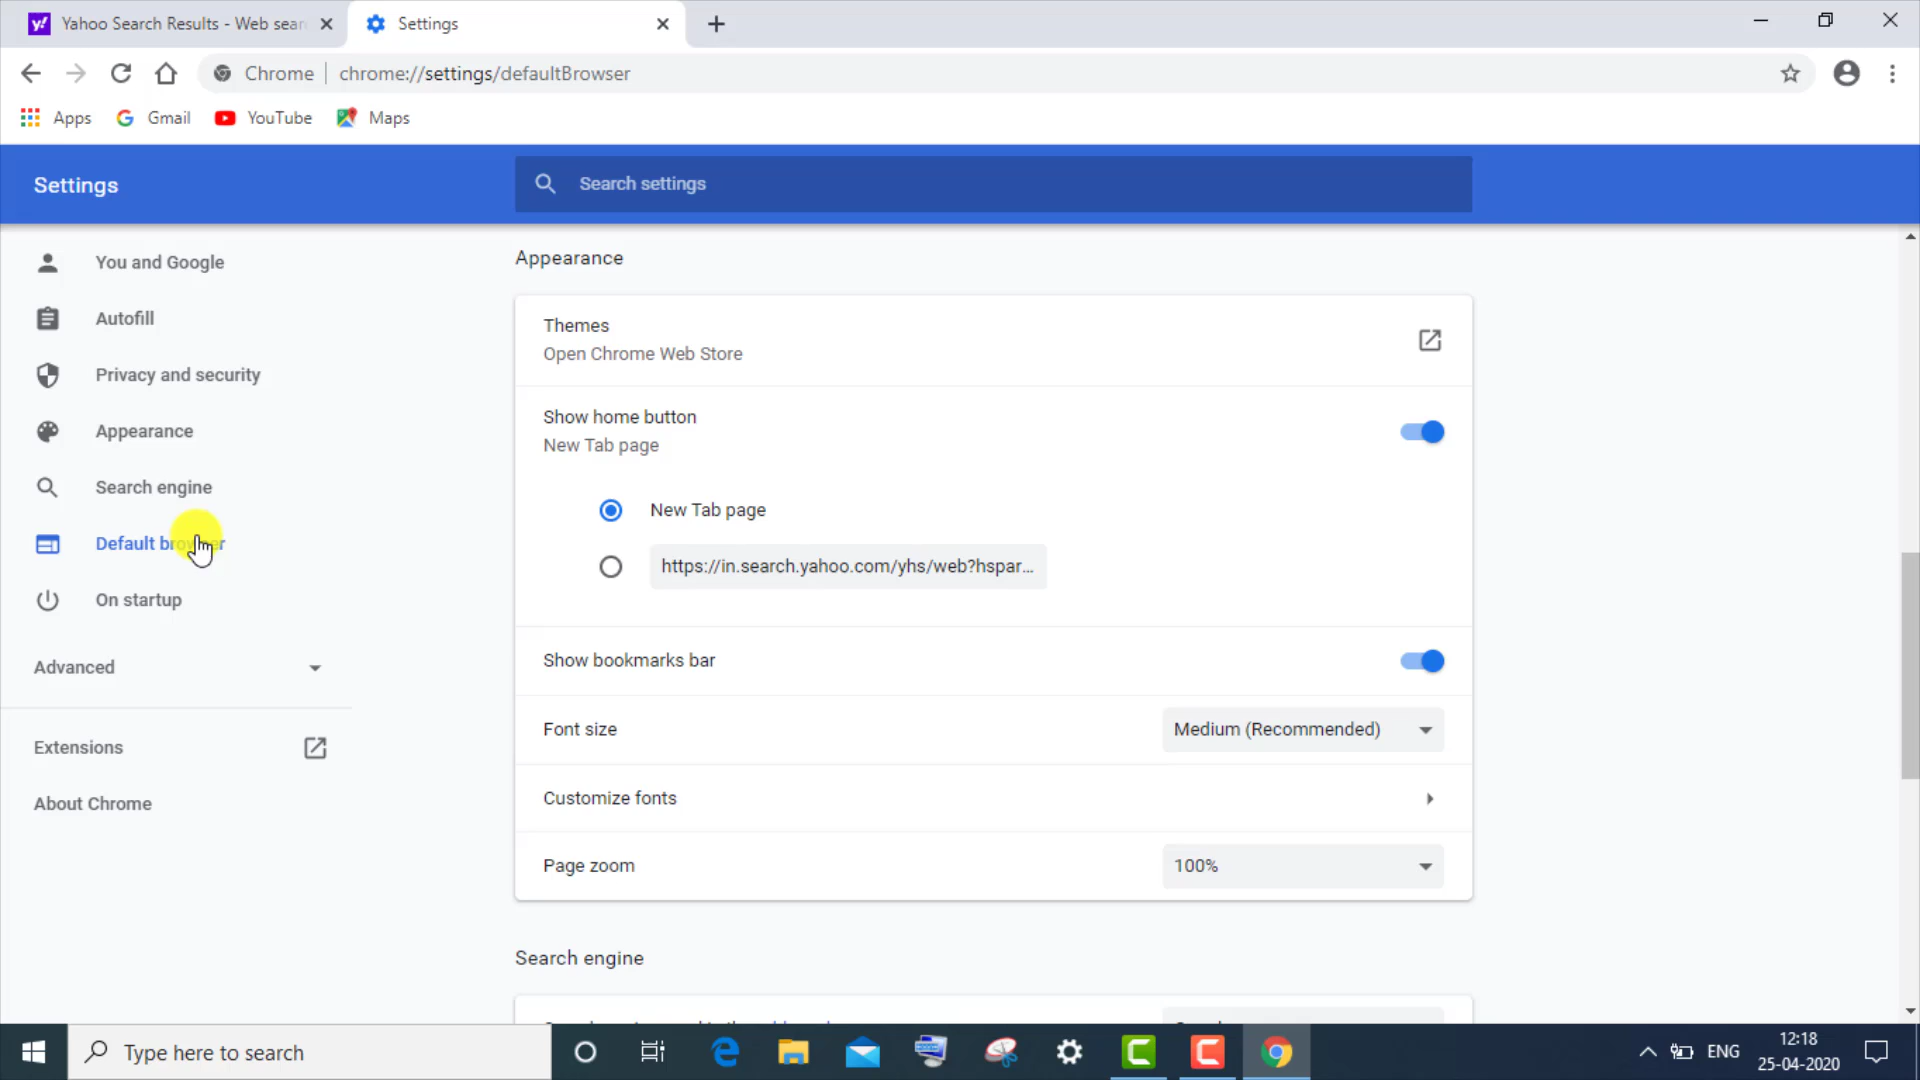 Yahoo Search Results - Web sear
Settings
Chrome
chrome://settings/defaultBrowser
Apps
Gmail
YouTube
Maps
Settings
Search settings
You and Google
Autofill
Privacy and security
Appearance
Search engine
Default browser
On startup
Advanced
Extensions
About Chrome
Appearance
Themes
Open Chrome Web Store
Show home button
New Tab page
New Tab page
https://in.search.yahoo.com/yhs/web?hspar...
Show bookmarks bar
Font size
Medium (Recommended)
Customize fonts
Page zoom
100%
Search engine
Type here to search
ENG
12:18
25-04-2020